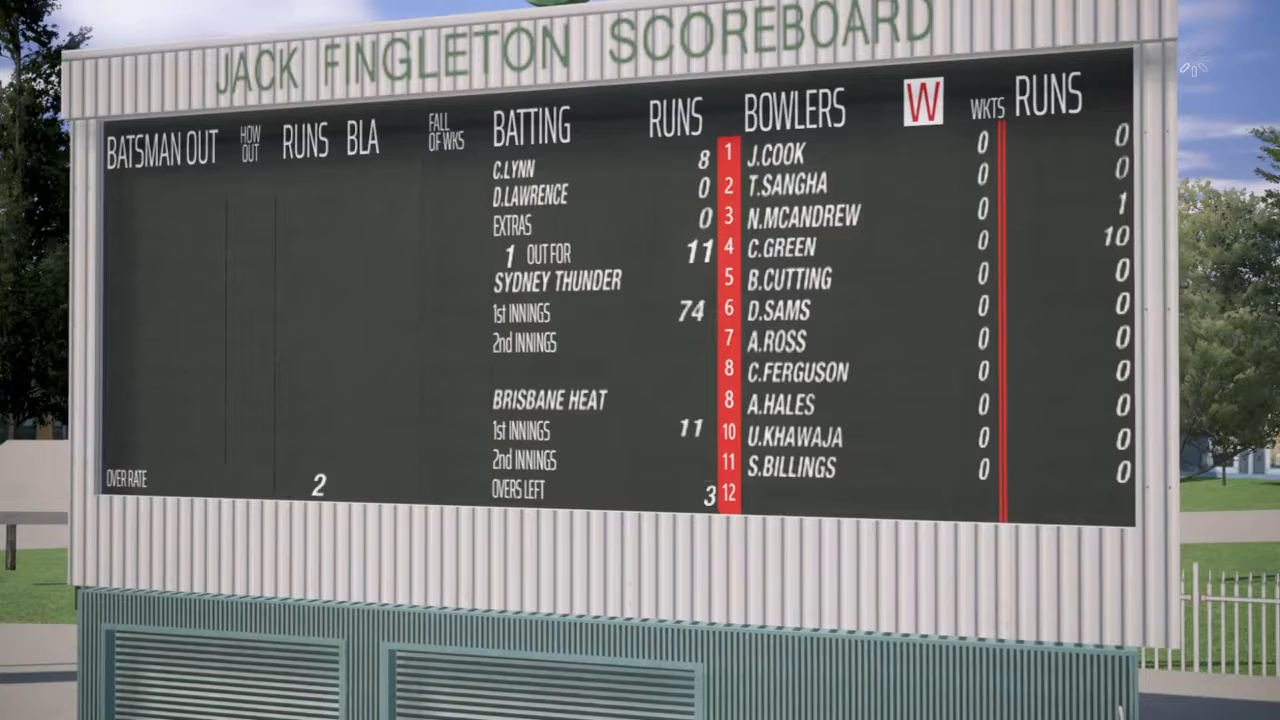 JACK FINGLETON SCOREBOARD
BATSMAN OUT HOW OUT RUNS BLA FALL OF WKS BATTING RUNS BOWLERS W WKTS RUNS
C.LYNN 8 1 J.COOK 0 0
D.LAWRENCE 0 2 T.SANGHA 0 0
EXTRAS 0 3 N.MCANDREW 0 1
1 OUT FOR 11 4 C.GREEN 0 10
SYDNEY THUNDER 5 B.CUTTING 0 0
1st INNINGS 74 6 D.SAMS 0 0
2nd INNINGS 7 A.ROSS 0 0
8 C.FERGUSON 0 0
BRISBANE HEAT 8 A.HALES 0 0
1st INNINGS 11 10 U.KHAWAJA 0 0
2nd INNINGS 11 S.BILLINGS 0 0
OVER RATE 2 OVERS LEFT 3 12